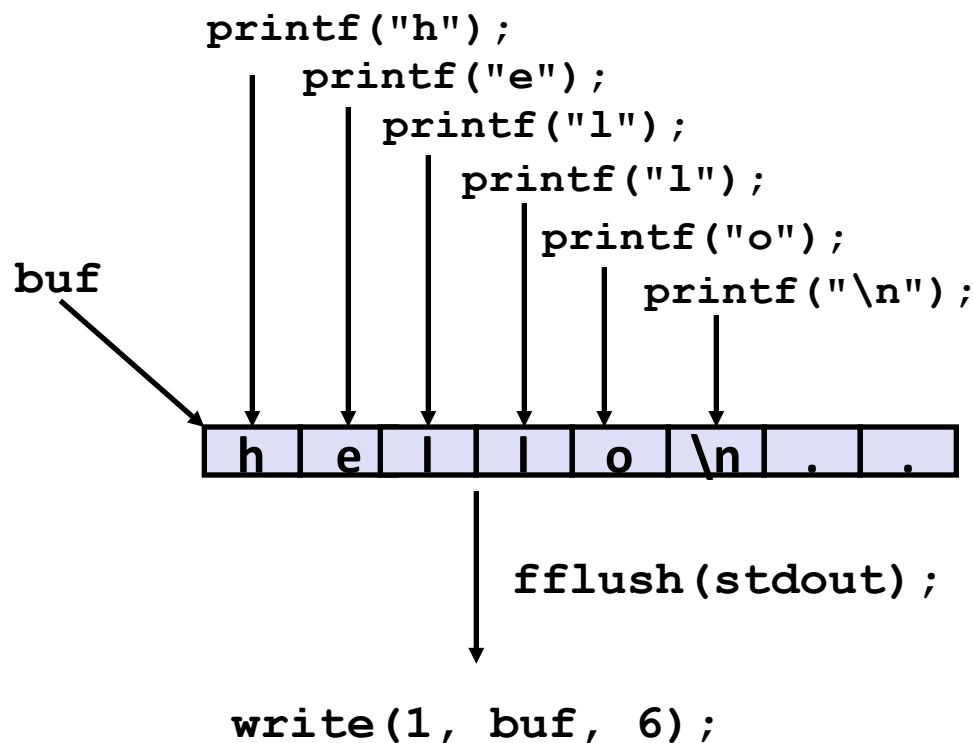 printf("h");
printf("e");
printf("l");
printf("l");
printf("o");
buf
printf("\n");
h e l l o \n . .
fflush(stdout);
write(1, buf, 6);